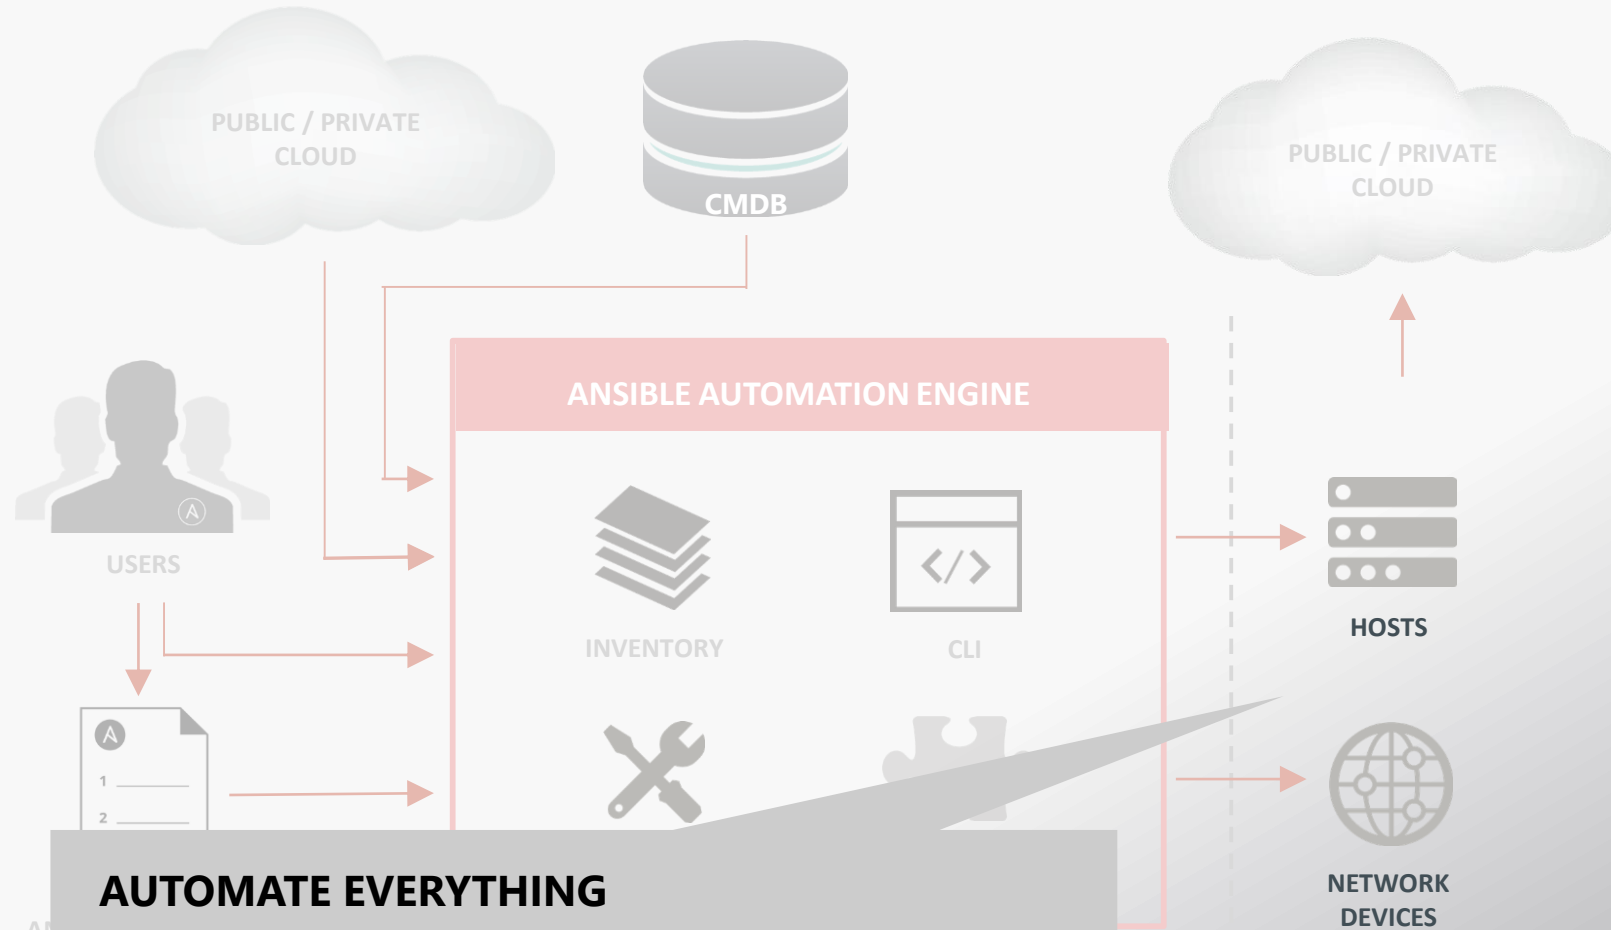 PUBLIC / PRIVATE
CLOUD
CMDB
PUBLIC / PRIVATE
CLOUD
ANSIBLE AUTOMATION ENGINE
USERS
INVENTORY
CLI
HOSTS
1
2
NETWORK
DEVICES
AUTOMATE EVERYTHING